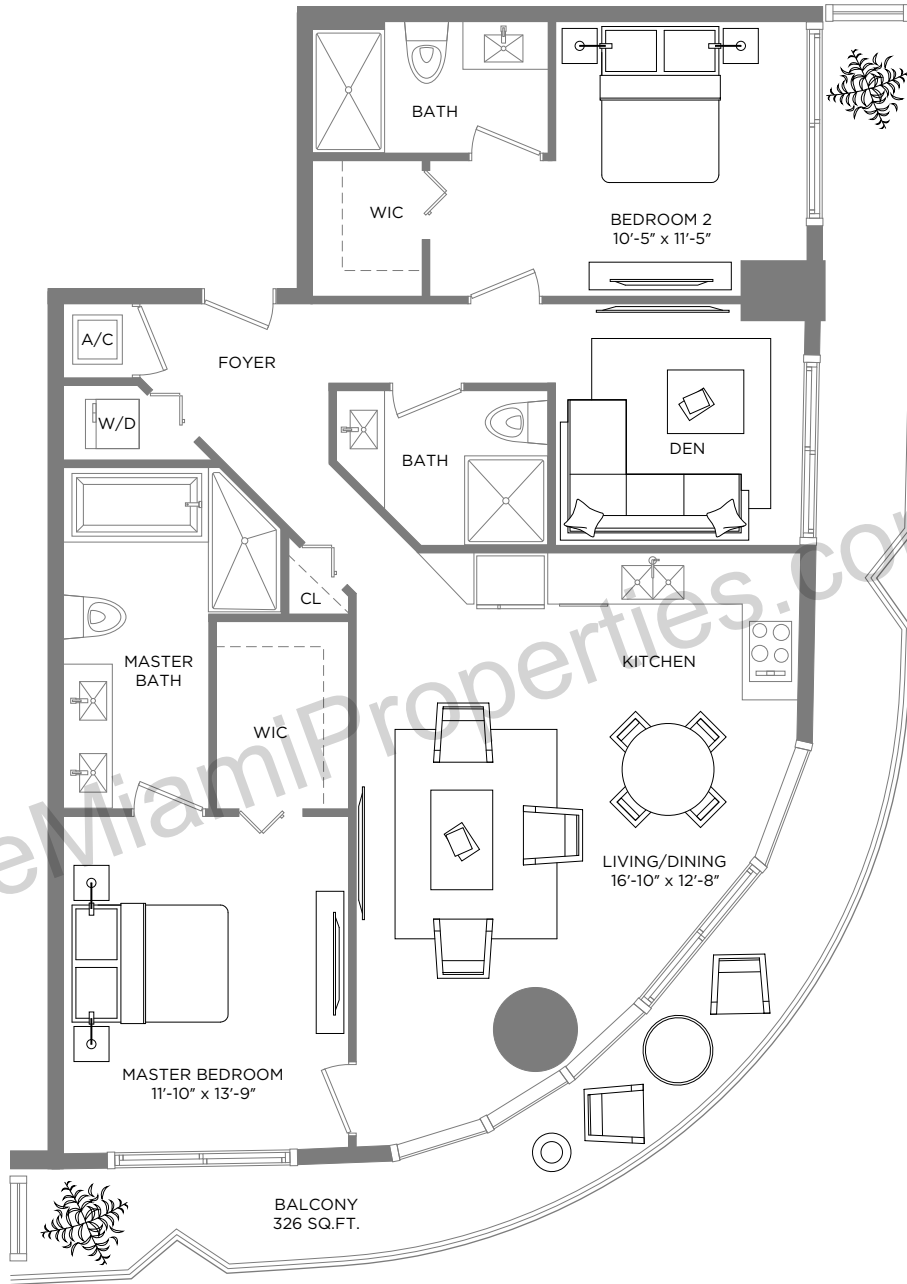 BATH
WIC
BEDROOM 2
10'-5" x 11'-5"
A/C
FOYER
W/D
BATH
DEN
CL
MASTER
BATH
KITCHEN
WIC
eMiamiProperties.com
LIVING/DINING
16'-10" x 12'-8"
MASTER BEDROOM
11'-10" x 13'-9"
BALCONY
326 SQ.FT.